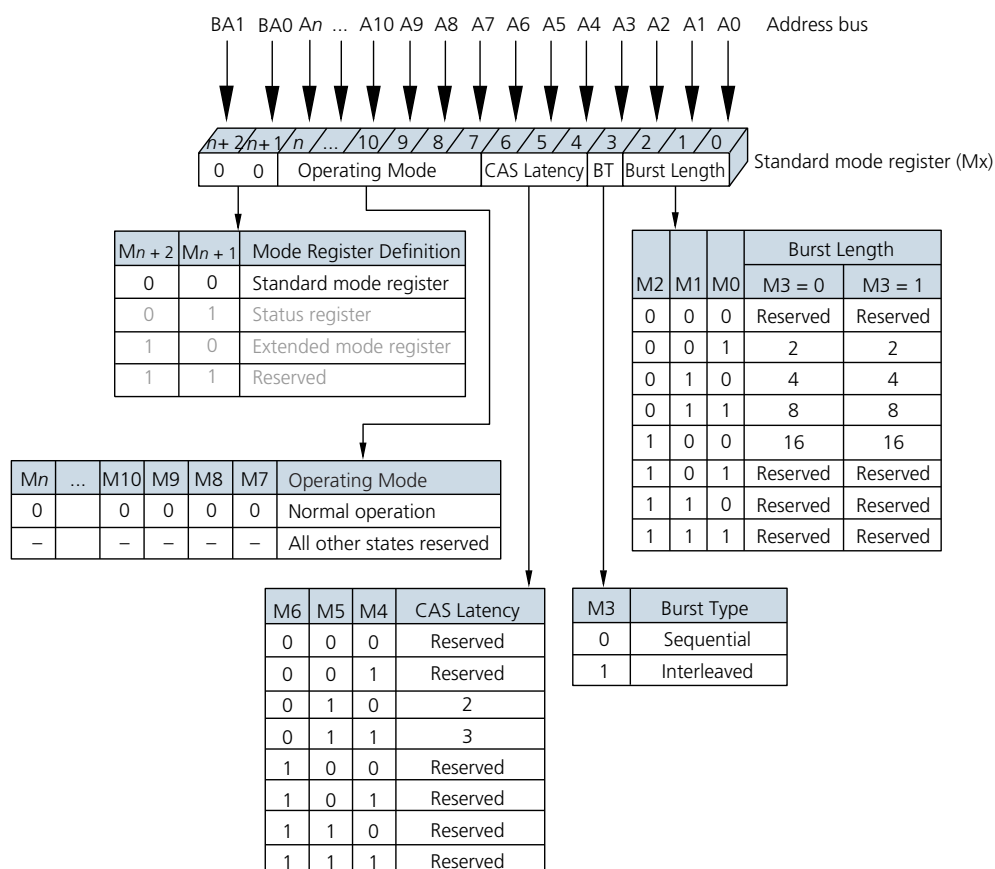 BA1 BA0 An ... A10 A9 A8 A7 A6 A5 A4 A3 A2 A1 A0 Address bus
n + 2 n + 1 n ... 10 9 8 7 6 5 4 3 2 1 0
Standard mode register (Mx)
0 0 Operating Mode CAS Latency BT Burst Length
Mn + 2 Mn + 1 Mode Register Definition
0 0 Standard mode register
0 1 Status register
1 0 Extended mode register
1 1 Reserved
Burst Length
M2 M1 M0 M3 = 0 M3 = 1
0 0 0 Reserved Reserved
0 0 1 2 2
0 1 0 4 4
0 1 1 8 8
1 0 0 16 16
1 0 1 Reserved Reserved
1 1 0 Reserved Reserved
1 1 1 Reserved Reserved
Mn ... M10 M9 M8 M7 Operating Mode
0 0 0 0 0 Normal operation
– – – – – All other states reserved
M6 M5 M4 CAS Latency
0 0 0 Reserved
0 0 1 Reserved
0 1 0 2
0 1 1 3
1 0 0 Reserved
1 0 1 Reserved
1 1 0 Reserved
1 1 1 Reserved
M3 Burst Type
0 Sequential
1 Interleaved